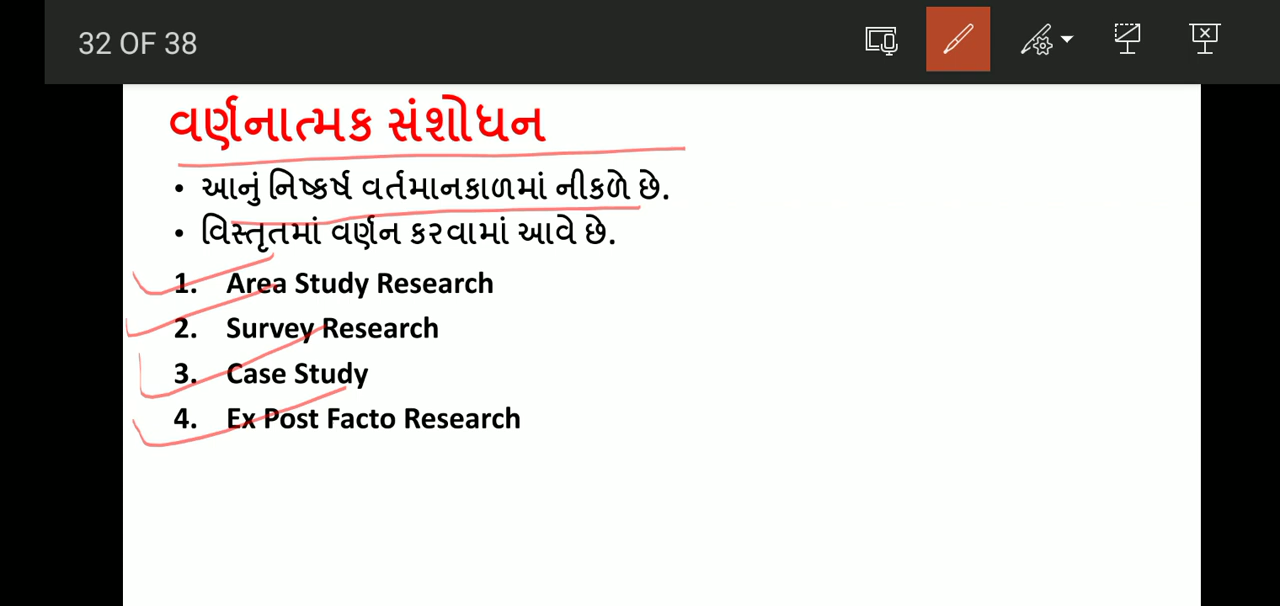 32 OF 38
વર્ણનાત્મક સંશોધન
• આનું નિષ્કર્ષ વર્તમાનકાળમાં નીકળે છે.
• વિસ્તૃતમાં વર્ણન કરવામાં આવે છે.
1. Area Study Research
2. Survey Research
3. Case Study
4. Ex Post Facto Research